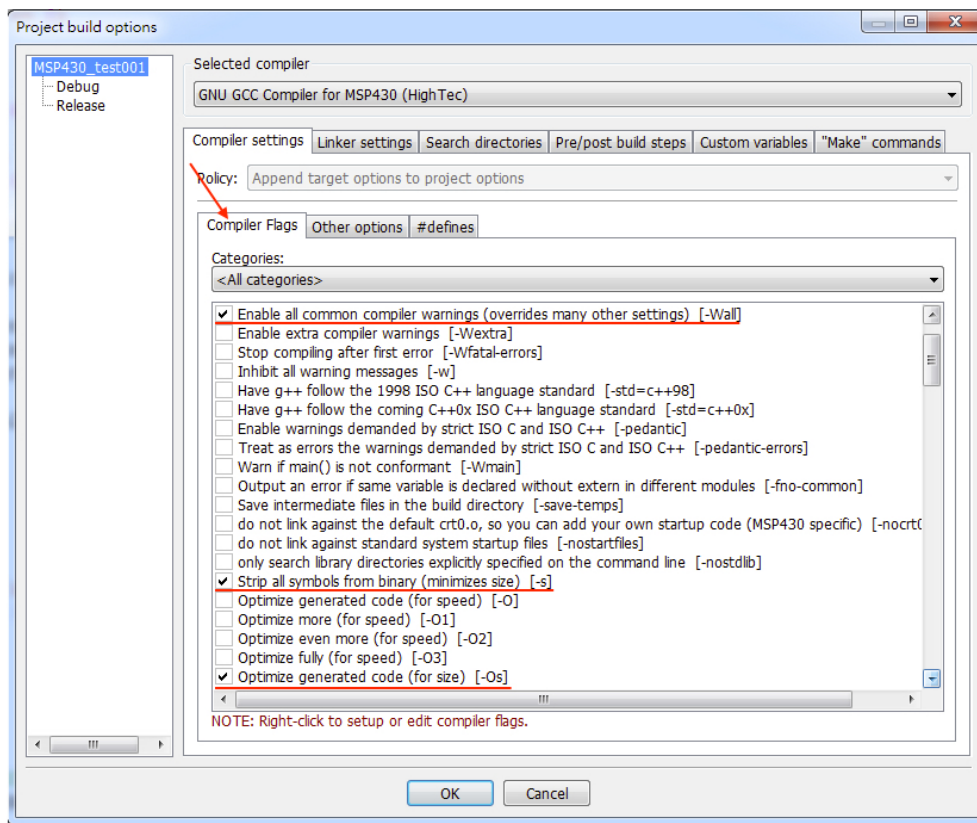 Project build options
MSP430_test001
Debug
Release
Selected compiler
GNU GCC Compiler for MSP430 (HighTec)
Compiler settings
Linker settings
Search directories
Pre/post build steps
Custom variables
"Make" commands
Policy:
Append target options to project options
Compiler Flags
Other options
#defines
Categories:
<All categories>
Enable all common compiler warnings (overrides many other settings) [-Wall]
Enable extra compiler warnings [-Wextra]
Stop compiling after first error [-Wfatal-errors]
Inhibit all warning messages [-w]
Have g++ follow the 1998 ISO C++ language standard [-std=c++98]
Have g++ follow the coming C++0x ISO C++ language standard [-std=c++0x]
Enable warnings demanded by strict ISO C and ISO C++ [-pedantic]
Treat as errors the warnings demanded by strict ISO C and ISO C++ [-pedantic-errors]
Warn if main() is not conformant [-Wmain]
Output an error if same variable is declared without extern in different modules [-fno-common]
Save intermediate files in the build directory [-save-temps]
do not link against the default crt0.o, so you can add your own startup code (MSP430 specific) [-nocrt0
do not link against standard system startup files [-nostartfiles]
only search library directories explicitly specified on the command line [-nostdlib]
Strip all symbols from binary (minimizes size) [-s]
Optimize generated code (for speed) [-O]
Optimize more (for speed) [-O1]
Optimize even more (for speed) [-O2]
Optimize fully (for speed) [-O3]
Optimize generated code (for size) [-Os]
NOTE: Right-click to setup or edit compiler flags.
OK
Cancel